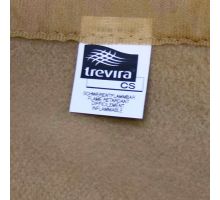 trevira
CS
SCHWERENTFLAMMBAR
FLAME RETARDANT
DIFFICILEMENT
INFLAMMABLE